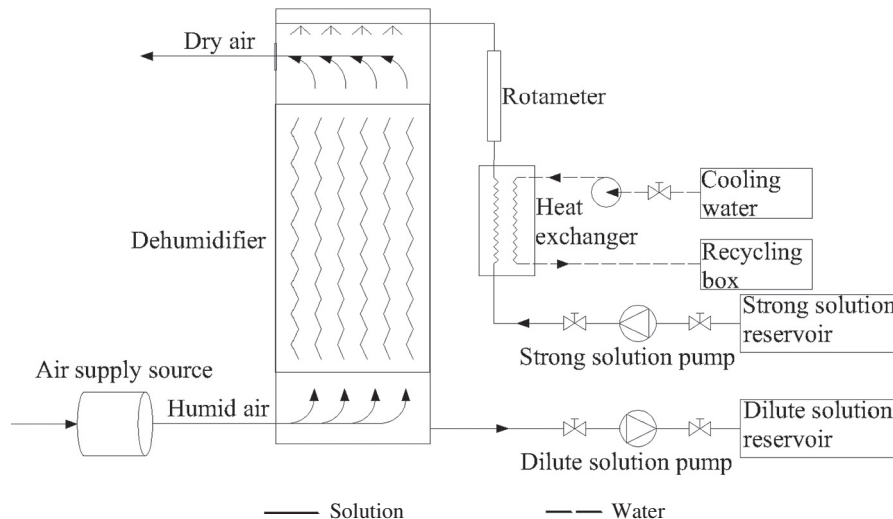 Dry air
Rotameter
Cooling
water
Heat
exchanger
Dehumidifier
Recycling
box
Strong solution
reservoir
Strong solution pump
Air supply source
Humid air
Dilute solution
reservoir
Dilute solution pump
Solution
Water